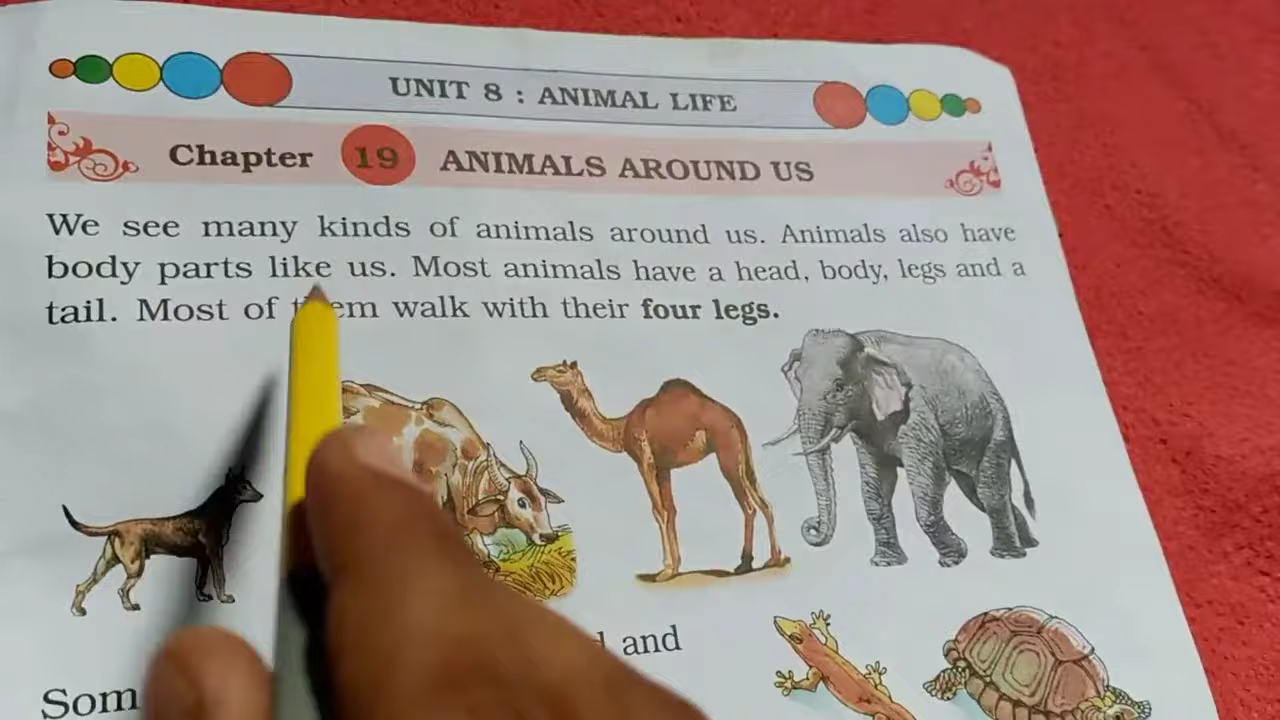 UNIT 8 : ANIMAL LIFE
Chapter 19 ANIMALS AROUND US
We see many kinds of animals around us. Animals also have
body parts like us. Most animals have a head, body, legs and a
tail. Most of them walk with their four legs.
and